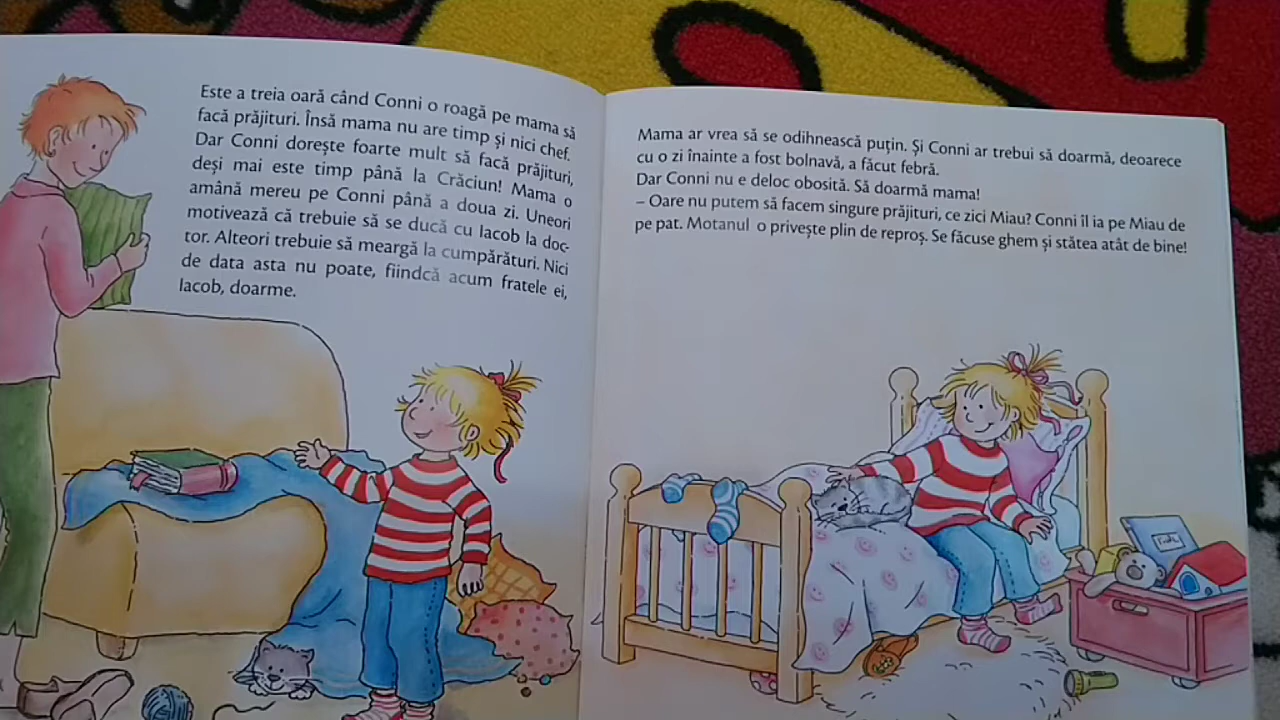 Este a treia oară când Conni o roagă pe mama să
facă prăjituri. Însă mama nu are timp și nici chef.
Dar Conni dorește foarte mult să facă prăjituri,
deși mai este timp până la Crăciun! Mama o
amână mereu pe Conni până a doua zi. Uneori
motivează că trebuie să se ducă cu Iacob la doc-
tor. Alteori trebuie să meargă la cumpărături. Nici
de data asta nu poate, fiindcă acum fratele ei,
Iacob, doarme.
Mama ar vrea să se odihnească puțin. Și Conni ar trebui să doarmă, deoarece
cu o zi înainte a fost bolnavă, a făcut febră.
Dar Conni nu e deloc obosită. Să doarmă mama!
– Oare nu putem să facem singure prăjituri, ce zici Miau? Conni îl ia pe Miau de
pe pat. Motanul o privește plin de reproș. Se făcuse ghem și stătea atât de bine!